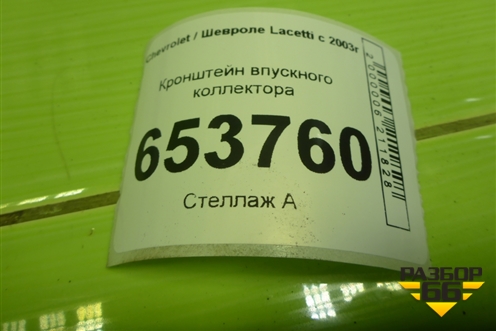 Chevrolet / Шевроле Lacetti с 2003г
Кронштейн впускного
коллектора
653760
Стеллаж А
2000006211828
РАЗБОР
66